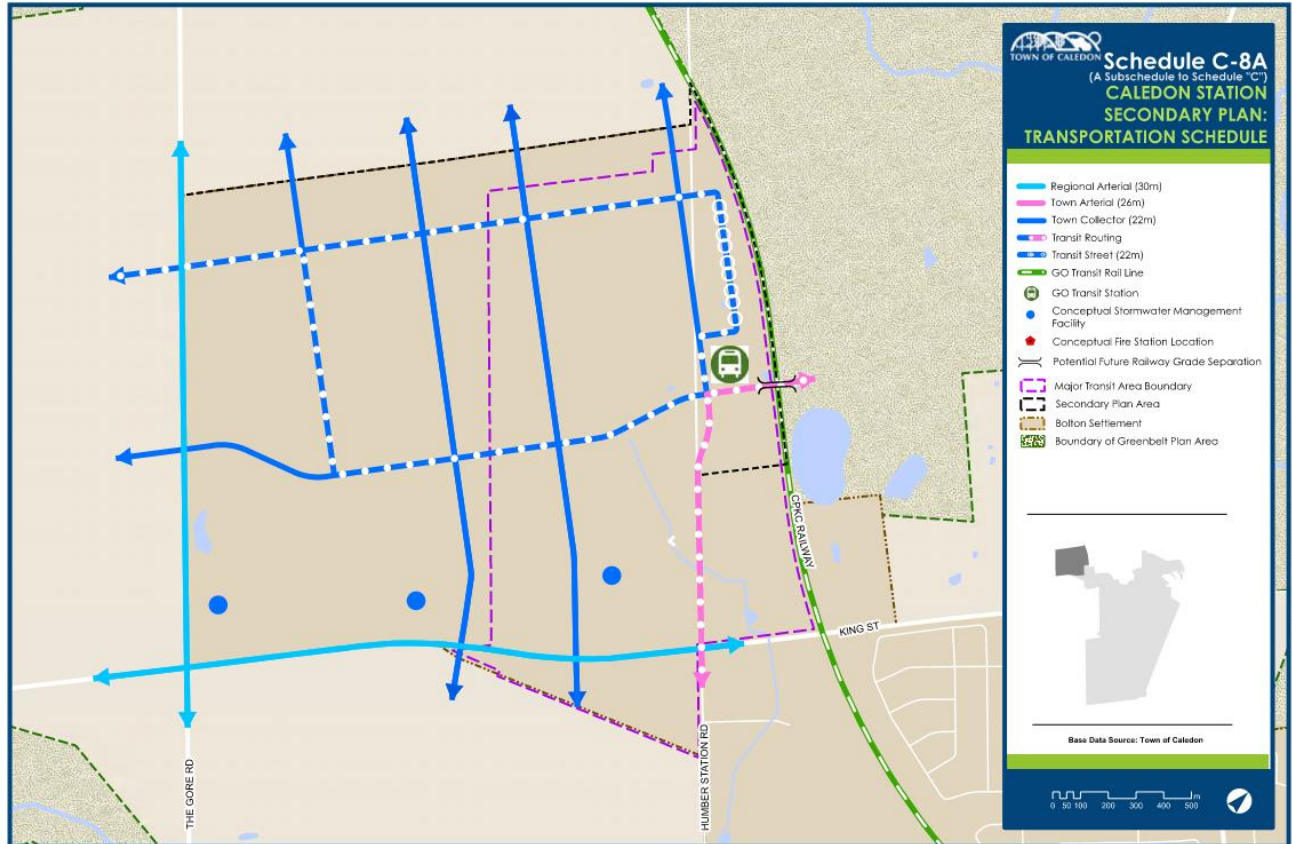 TOWN OF CALEDON
Schedule C-8A
(A Subschedule to Schedule "C")
CALEDON STATION
SECONDARY PLAN:
TRANSPORTATION SCHEDULE
Regional Arterial (30m)
Town Arterial (26m)
Town Collector (22m)
Transit Routing
Transit Street (22m)
GO Transit Rail Line
GO Transit Station
Conceptual Stormwater Management
Facility
Conceptual Fire Station Location
Potential Future Railway Grade Separation
Major Transit Area Boundary
Secondary Plan Area
Bolton Settlement
Boundary of Greenbelt Plan Area
Base Data Source: Town of Caledon
m
0 50 100 200 300 400 500
CPKC RAILWAY
KING ST
THE GORE RD
HUMBER STATION RD